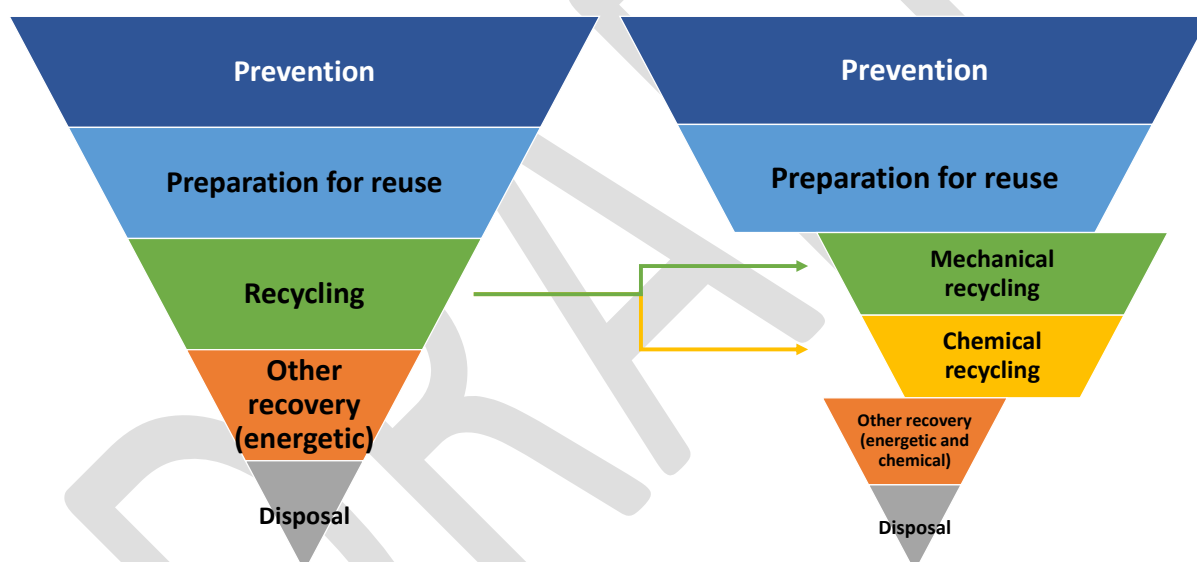 Prevention
Preparation for reuse
Recycling
Other
recovery
(energetic)
Disposal
Prevention
Preparation for reuse
Mechanical
recycling
Chemical
recycling
Other recovery
(energetic and
chemical)
Disposal